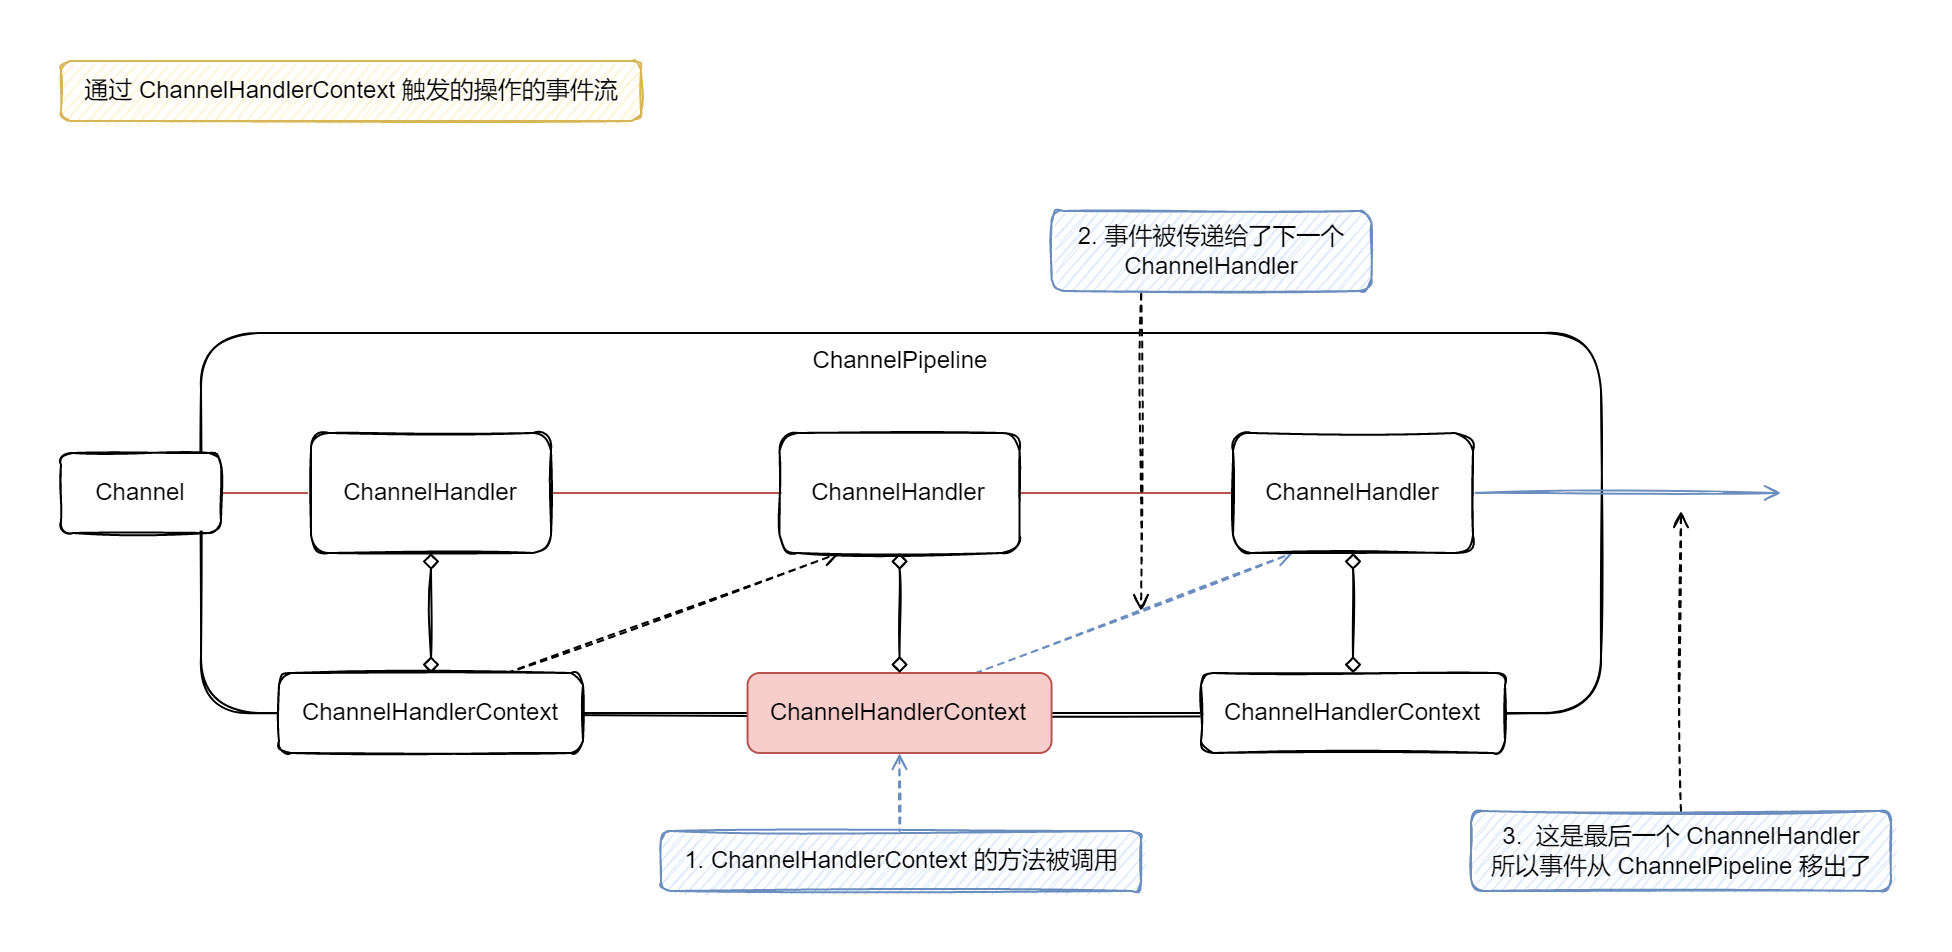 通过 ChannelHandlerContext 触发的操作的事件流
2. 事件被传递给了下一个
ChannelHandler
ChannelPipeline
Channel
ChannelHandler
ChannelHandler
ChannelHandler
ChannelHandlerContext
ChannelHandlerContext
ChannelHandlerContext
1. ChannelHandlerContext 的方法被调用
3. 这是最后一个 ChannelHandler
所以事件从 ChannelPipeline 移出了